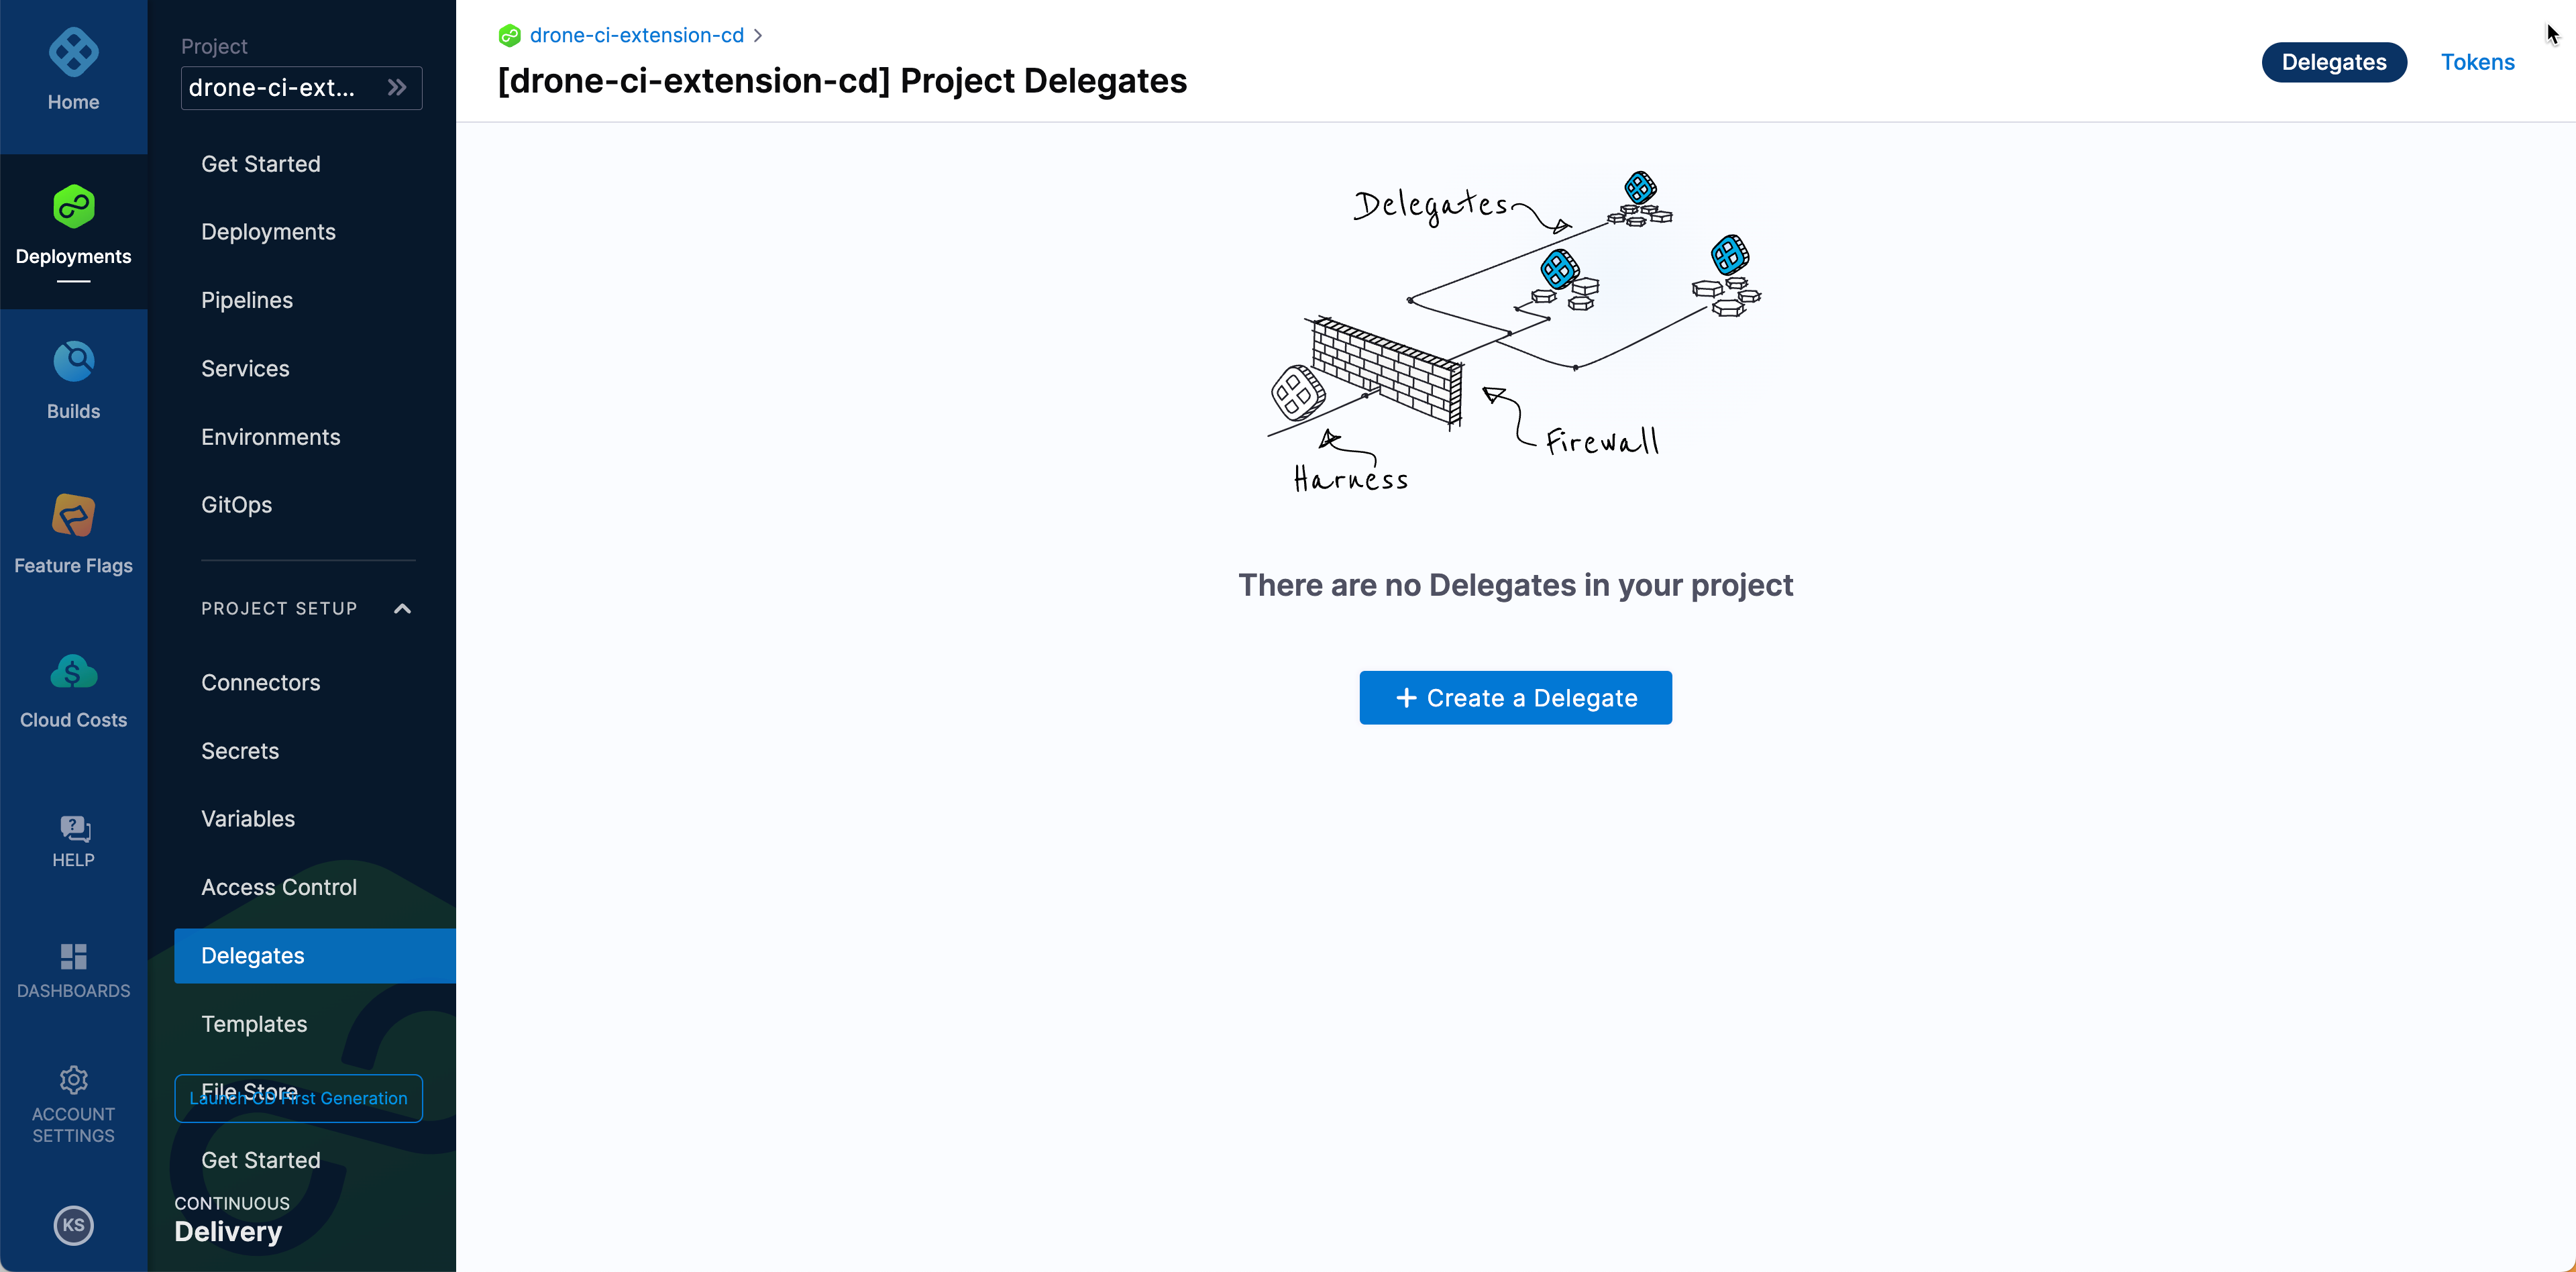 Home
Deployments
Builds
Feature Flags
Cloud Costs
HELP
DASHBOARDS
ACCOUNT
SETTINGS
KS
Project
drone-ci-ext...
Get Started
Deployments
Pipelines
Services
Environments
GitOps
PROJECT SETUP
Connectors
Secrets
Variables
Access Control
Delegates
Templates
File Store
Launch CD First Generation
Get Started
CONTINUOUS
Delivery
drone-ci-extension-cd
[drone-ci-extension-cd] Project Delegates
Delegates
Tokens
Delegates
Firewall
Harness
There are no Delegates in your project
+ Create a Delegate